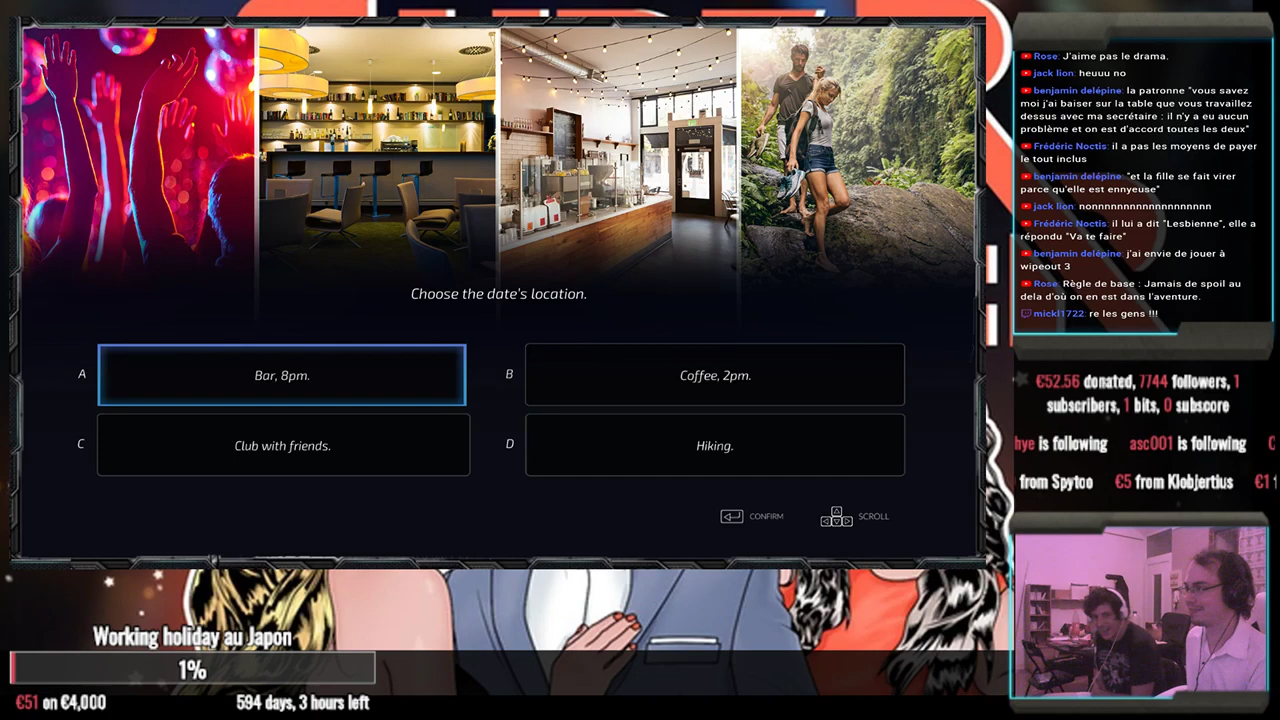 Choose the date's location.
A
Bar, 8pm.
B
Coffee, 2pm.
C
Club with friends.
D
Hiking.
CONFIRM
SCROLL
Rose: J'aime pas le drama.
jack lion: heuuu no
benjamin delépine: la patronne "vous savez
moi j'ai baiser sur la table que vous travaillez
dessus avec ma secrétaire : il n'y a eu aucun
problème et on est d'accord toutes les deux"
Frédéric Noctis: il a pas les moyens de payer
le tout inclus
benjamin delépine: "et la fille se fait virer
parce qu'elle est ennyeuse"
jack lion: nonnnnnnnnnnnnnnnnnn
Frédéric Noctis: il lui a dit "Lesbienne", elle a
répondu "Va te faire"
benjamin delépine: j'ai envie de jouer à
wipeout 3
Rose: Règle de base : Jamais de spoil au
dela d'où on en est dans l'aventure.
mickl1722: re les gens !!!
€52.56 donated, 7744 followers, 1
subscribers, 1 bits, 0 subscore
hye is following asc001 is following
from Spytoo €5 from Klobjertius €1
Working holiday au Japon
1%
€51 on €4,000
594 days, 3 hours left